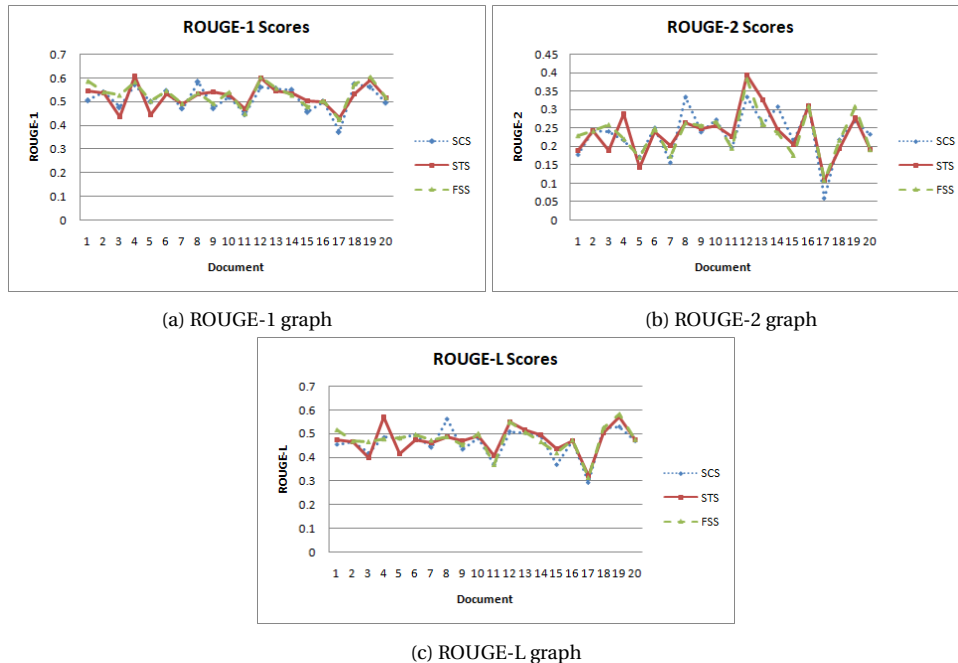 ROUGE-1 Scores
0.7
0.6
0.5
0.4
0.3
0.2
0.1
0
ROUGE-1
1 2 3 4 5 6 7 8 9 10 11 12 13 14 15 16 17 18 19 20
Document
SCS
STS
FSS
(a) ROUGE-1 graph
ROUGE-2 Scores
0.45
0.4
0.35
0.3
0.25
0.2
0.15
0.1
0.05
0
ROUGE-2
1 2 3 4 5 6 7 8 9 10 11 12 13 14 15 16 17 18 19 20
Document
SCS
STS
FSS
(b) ROUGE-2 graph
ROUGE-L Scores
0.7
0.6
0.5
0.4
0.3
0.2
0.1
0
ROUGE-L
1 2 3 4 5 6 7 8 9 10 11 12 13 14 15 16 17 18 19 20
Document
SCS
STS
FSS
(c) ROUGE-L graph